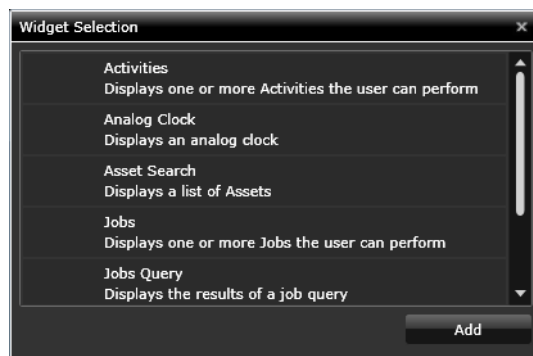 Widget Selection
Activities
Displays one or more Activities the user can perform
Analog Clock
Displays an analog clock
Asset Search
Displays a list of Assets
Jobs
Displays one or more Jobs the user can perform
Jobs Query
Displays the results of a job query
Add